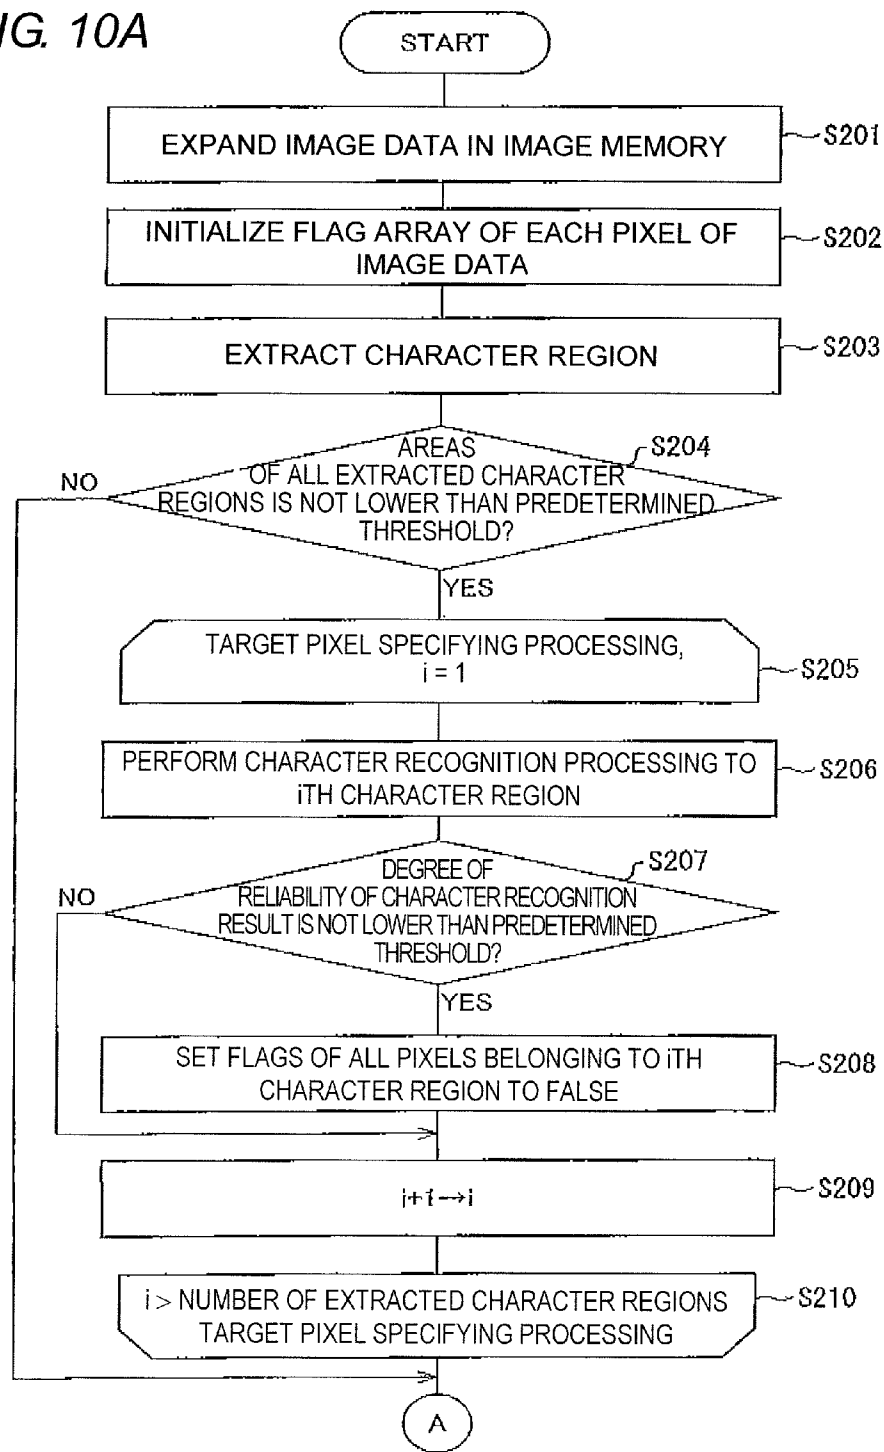 IG. 10A
START
EXPAND IMAGE DATA IN IMAGE MEMORY
S201
INITIALIZE FLAG ARRAY OF EACH PIXEL OF
IMAGE DATA
S202
EXTRACT CHARACTER REGION
S203
AREAS
OF ALL EXTRACTED CHARACTER
REGIONS IS NOT LOWER THAN PREDETERMINED
THRESHOLD?
S204
NO
YES
TARGET PIXEL SPECIFYING PROCESSING,
i = 1
S205
PERFORM CHARACTER RECOGNITION PROCESSING TO
iTH CHARACTER REGION
S206
DEGREE OF
RELIABILITY OF CHARACTER RECOGNITION
RESULT IS NOT LOWER THAN PREDETERMINED
THRESHOLD?
S207
NO
YES
SET FLAGS OF ALL PIXELS BELONGING TO iTH
CHARACTER REGION TO FALSE
S208
i+1→i
S209
i > NUMBER OF EXTRACTED CHARACTER REGIONS
TARGET PIXEL SPECIFYING PROCESSING
S210
A